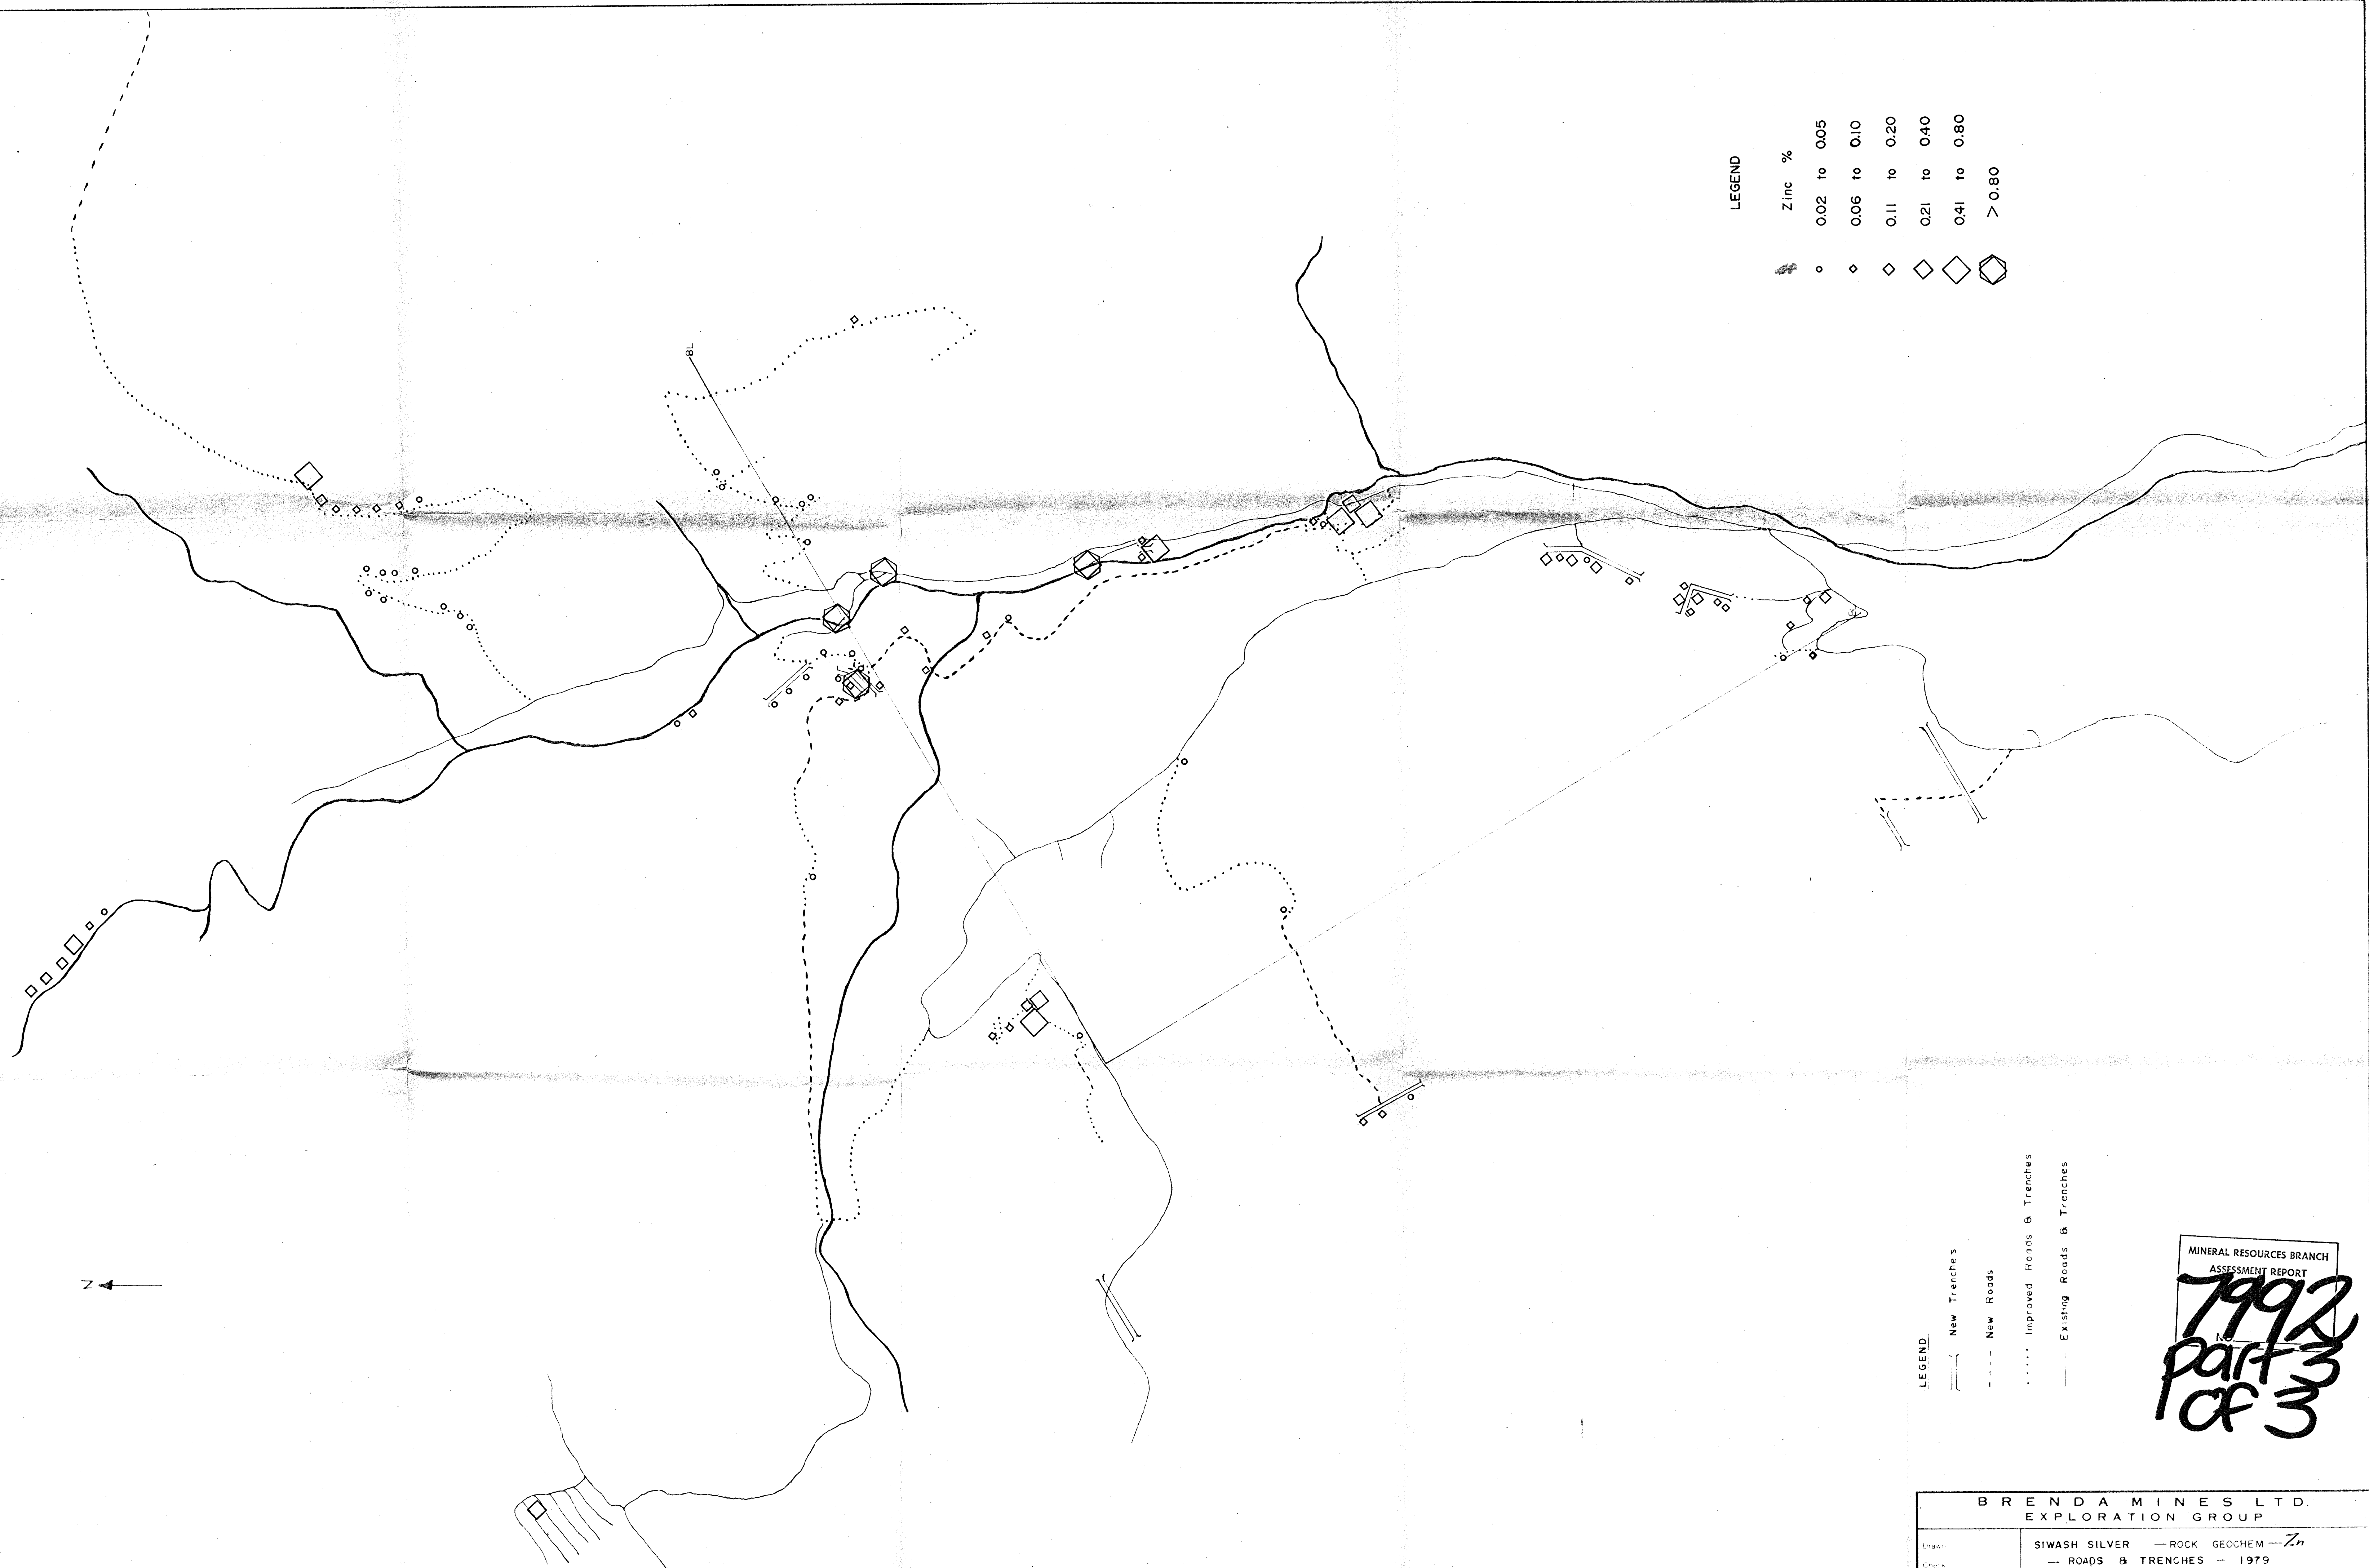 LEGEND
Zinc %
0.02 to 0.05
0.06 to 0.10
0.11 to 0.20
0.21 to 0.40
0.41 to 0.80
> 0.80
BL
N
LEGEND
New Trenches
New Roads
Improved Roads & Trenches
Existing Roads & Trenches
MINERAL RESOURCES BRANCH
ASSESSMENT REPORT
7992
NO.
part 3
of 3
BRENDA MINES LTD.
EXPLORATION GROUP
Drawn
SIWASH SILVER — ROCK GEOCHEM — Zn
— ROADS & TRENCHES — 1979